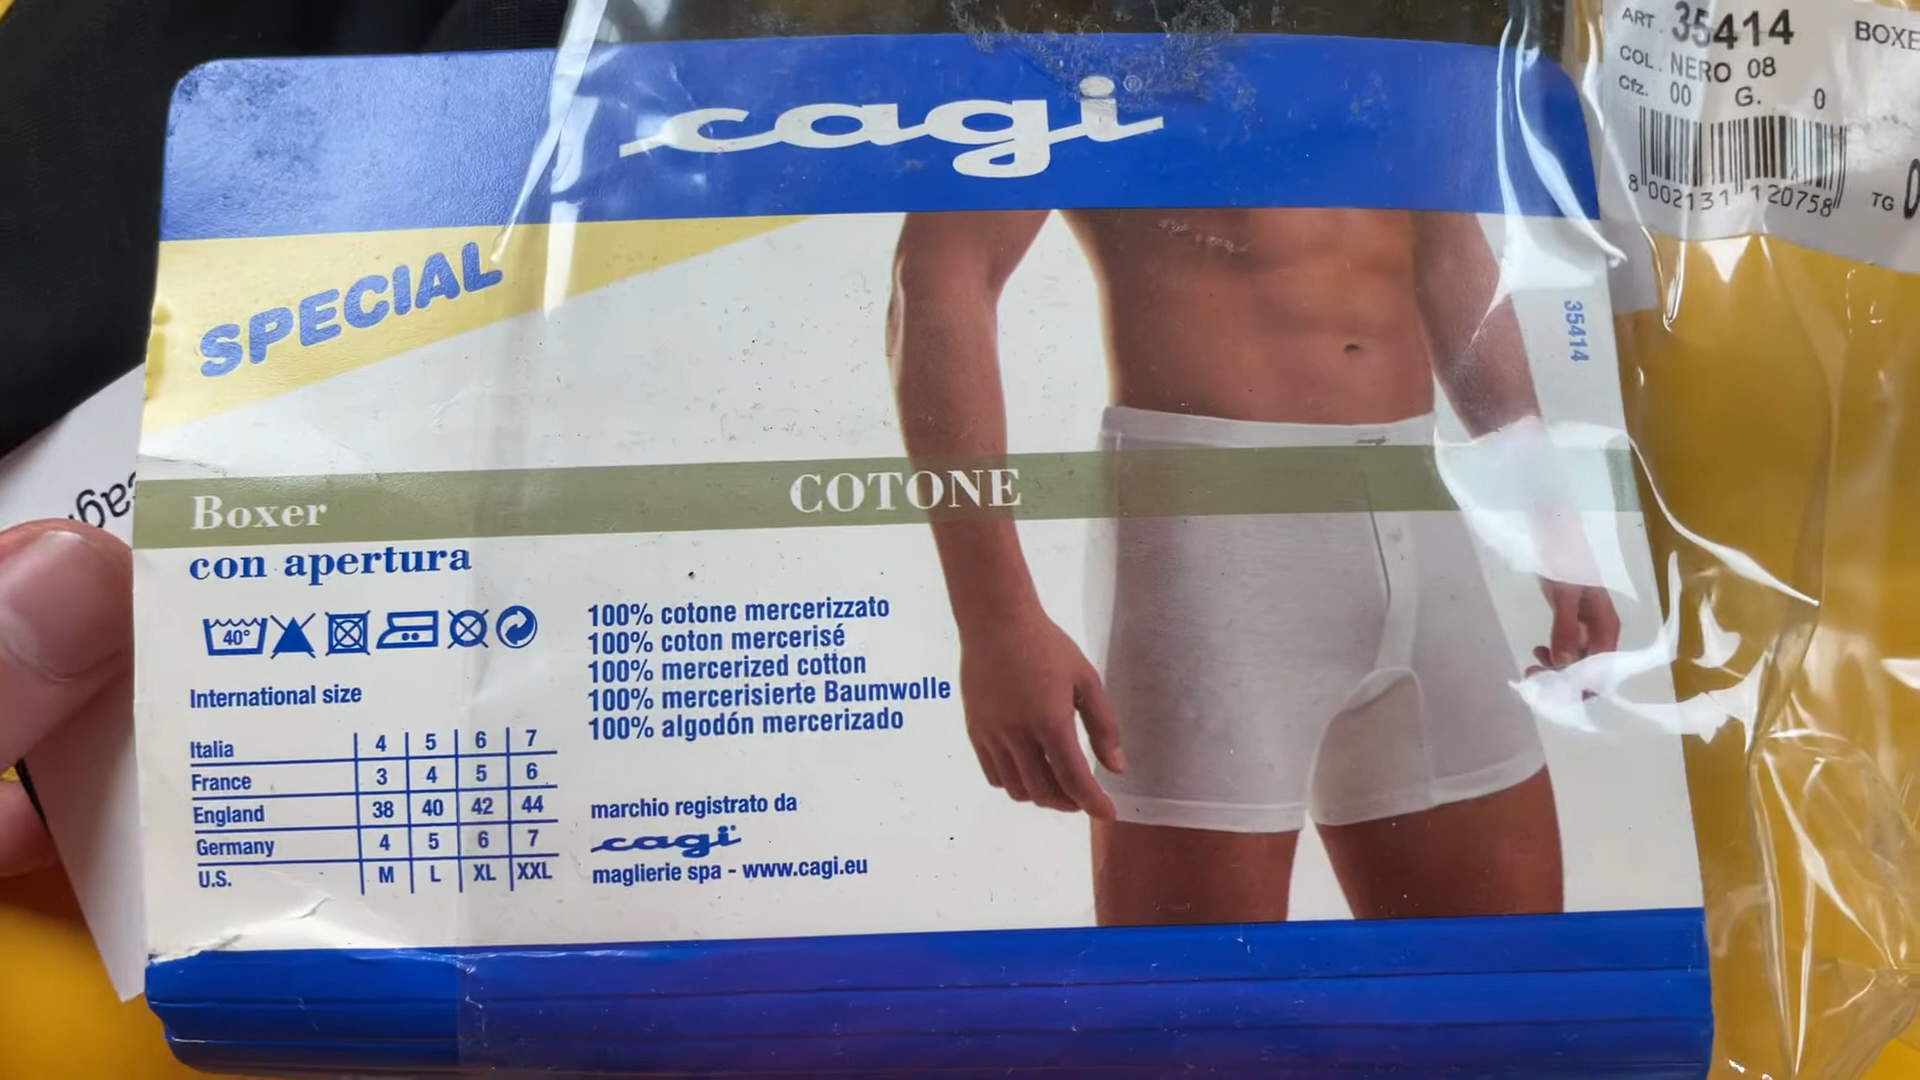 cagi®
ART. 35414
BOXE
COL. NERO 08
Cfz. 00 G. 0
8 002131 120758
TG
SPECIAL
35414
COTONE
Boxer
con apertura
40°
100% cotone mercerizzato
100% coton mercerisé
100% mercerized cotton
100% mercerisierte Baumwolle
100% algodón mercerizado
International size
Italia 4 5 6 7
France 3 4 5 6
England 38 40 42 44
Germany 4 5 6 7
U.S. M L XL XXL
marchio registrato da
cagi®
maglierie spa - www.cagi.eu